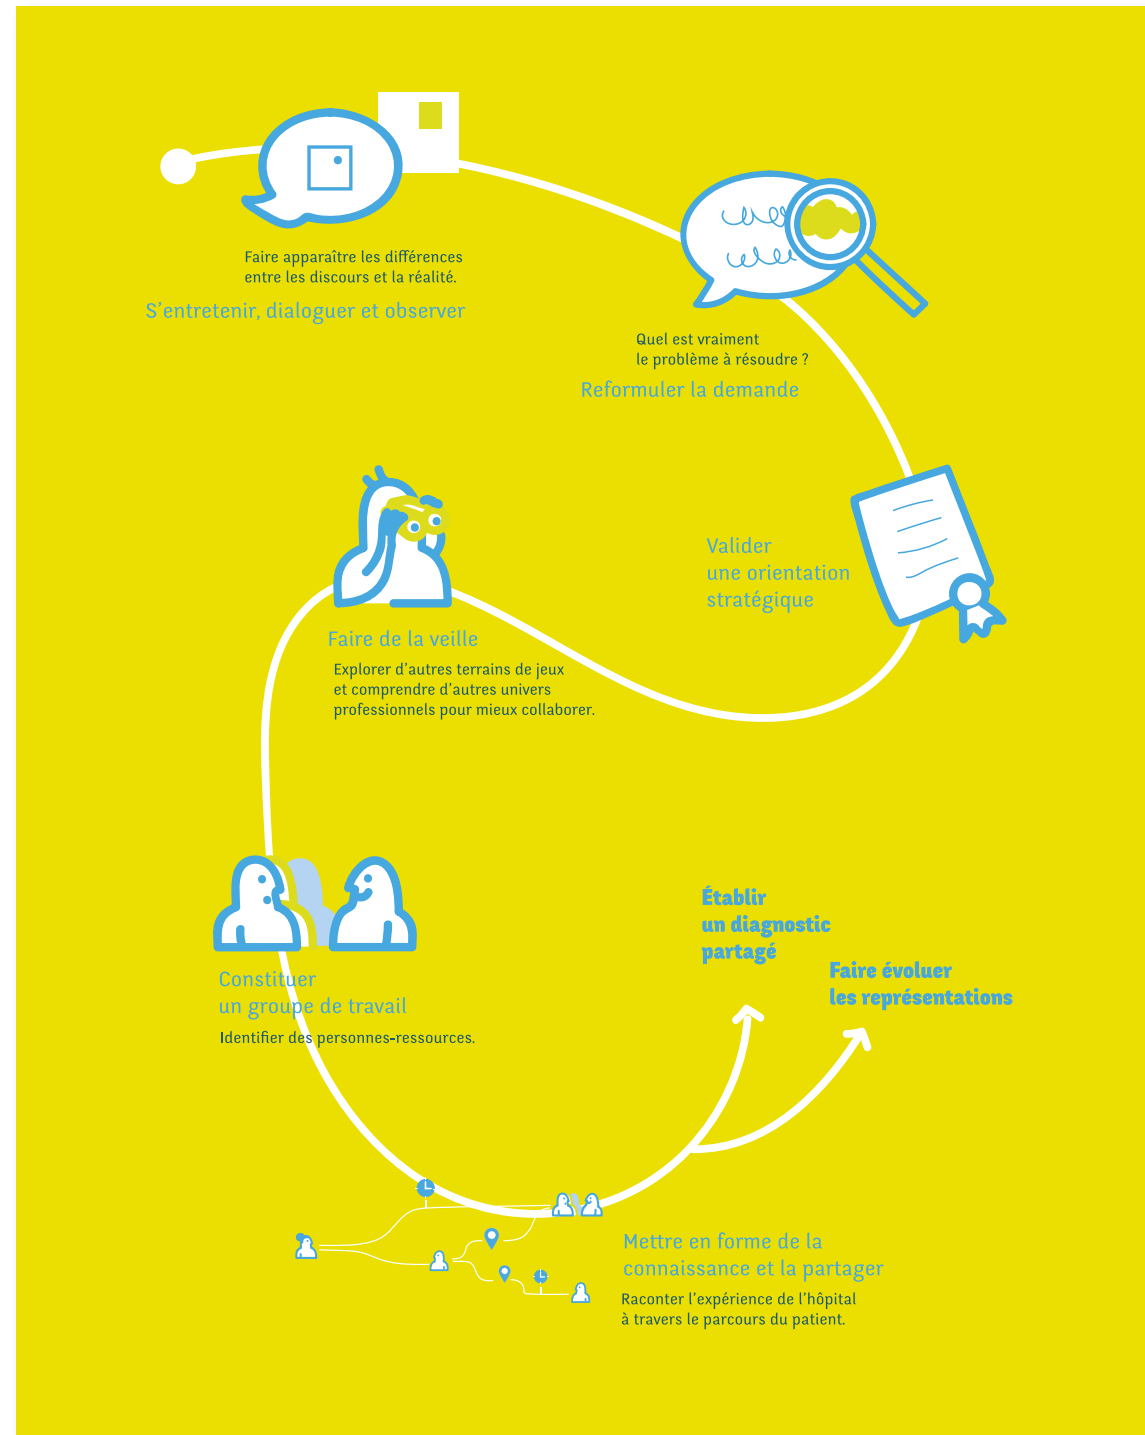 Faire apparaître les différences
entre les discours et la réalité.
S’entretenir, dialoguer et observer
Quel est vraiment
le problème à résoudre ?
Reformuler la demande
Valider
une orientation
stratégique
Faire de la veille
Explorer d’autres terrains de jeux
et comprendre d’autres univers
professionnels pour mieux collaborer.
Constituer
un groupe de travail
Identifier des personnes-ressources.
Établir
un diagnostic
partagé
Faire évoluer
les représentations
Mettre en forme de la
connaissance et la partager
Raconter l’expérience de l’hôpital
à travers le parcours du patient.